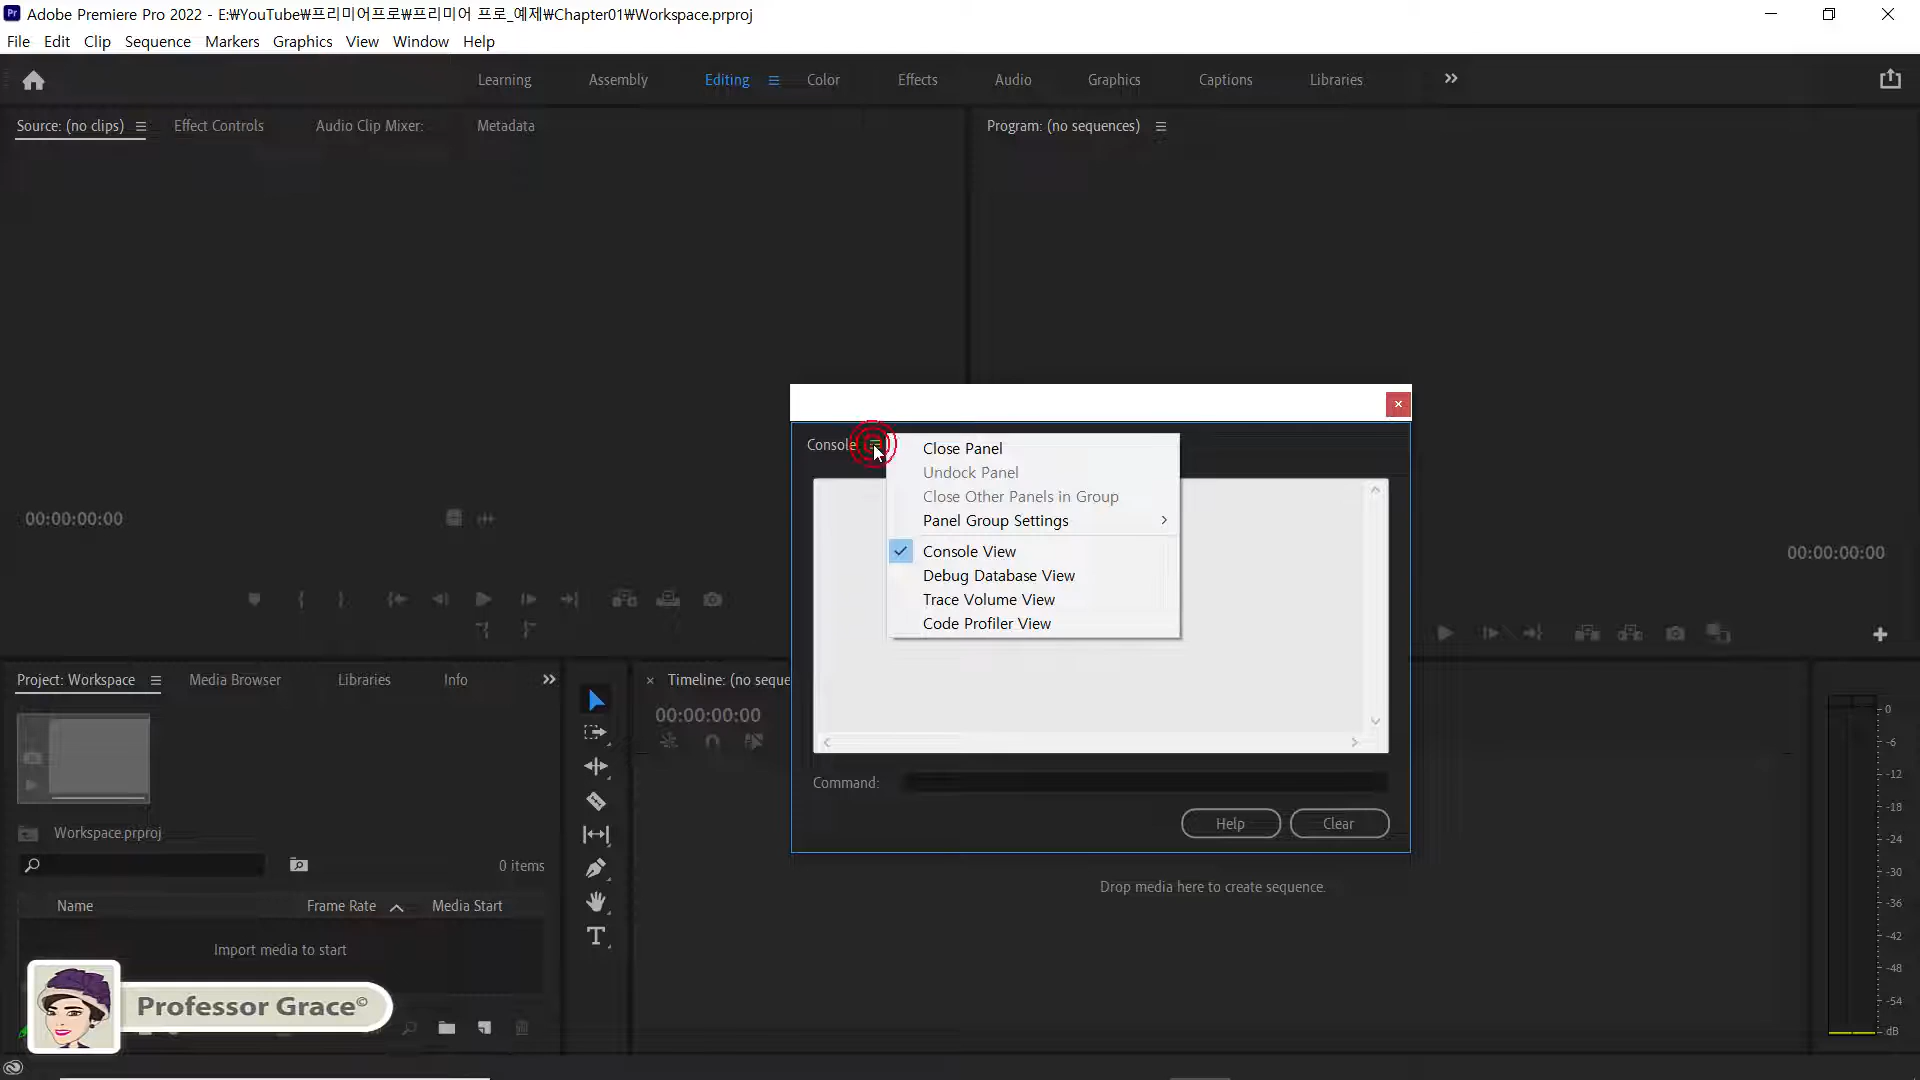 Adobe Premiere Pro 2022 - E:₩YouTube₩프리미어프로₩프리미어 프로_예제₩Chapter01₩Workspace.prproj
File Edit Clip Sequence Markers Graphics View Window Help
Learning Assembly Editing Color Effects Audio Graphics Captions Libraries
Source: (no clips) Effect Controls Audio Clip Mixer: Metadata
Program: (no sequences)
Console
Close Panel
Undock Panel
Close Other Panels in Group
Panel Group Settings
Console View
Debug Database View
Trace Volume View
Code Profiler View
00:00:00:00
00:00:00:00
Command:
Help Clear
Project: Workspace Media Browser Libraries Info
Timeline: (no seque
00:00:00:00
Workspace.prproj
0 items
Name Frame Rate Media Start
Import media to start
Drop media here to create sequence.
0
-6
-12
-18
-24
-30
-36
-42
-48
-54
dB
Professor Grace©